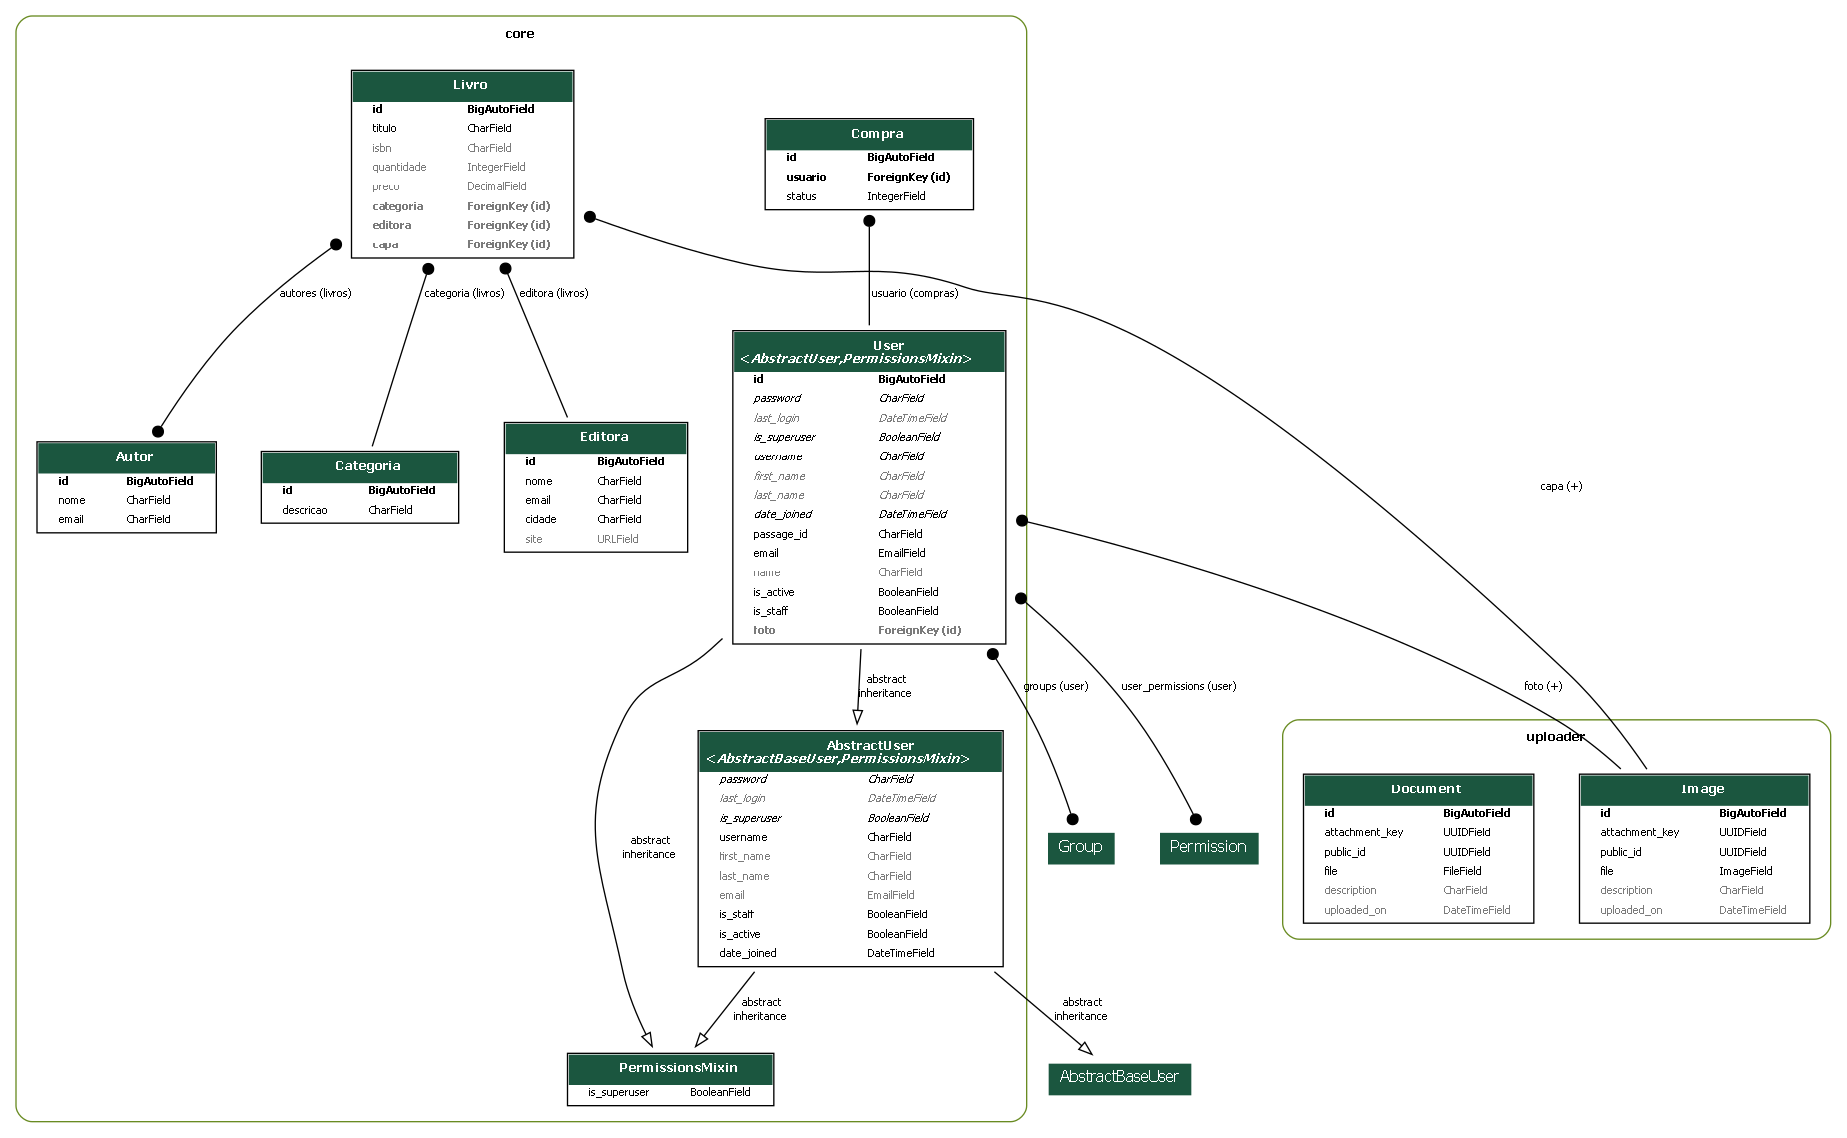 core
Livro
id BigAutoField
titulo CharField
isbn CharField
quantidade IntegerField
preco DecimalField
categoria ForeignKey (id)
editora ForeignKey (id)
capa ForeignKey (id)
Compra
id BigAutoField
usuario ForeignKey (id)
status IntegerField
autores (livros)
categoria (livros)
editora (livros)
usuario (compras)
User
<AbstractUser,PermissionsMixin>
id BigAutoField
password CharField
last_login DateTimeField
is_superuser BooleanField
username CharField
first_name CharField
last_name CharField
date_joined DateTimeField
passage_id CharField
email EmailField
name CharField
is_active BooleanField
is_staff BooleanField
foto ForeignKey (id)
Autor
id BigAutoField
nome CharField
email CharField
Categoria
id BigAutoField
descricao CharField
Editora
id BigAutoField
nome CharField
email CharField
cidade CharField
site URLField
capa (+)
foto (+)
abstract
inheritance
groups (user)
user_permissions (user)
AbstractUser
<AbstractBaseUser,PermissionsMixin>
password CharField
last_login DateTimeField
is_superuser BooleanField
username CharField
first_name CharField
last_name CharField
email EmailField
is_staff BooleanField
is_active BooleanField
date_joined DateTimeField
abstract
inheritance
Group
Permission
uploader
Document
id BigAutoField
attachment_key UUIDField
public_id UUIDField
file FileField
description CharField
uploaded_on DateTimeField
Image
id BigAutoField
attachment_key UUIDField
public_id UUIDField
file ImageField
description CharField
uploaded_on DateTimeField
abstract
inheritance
abstract
inheritance
PermissionsMixin
is_superuser BooleanField
AbstractBaseUser